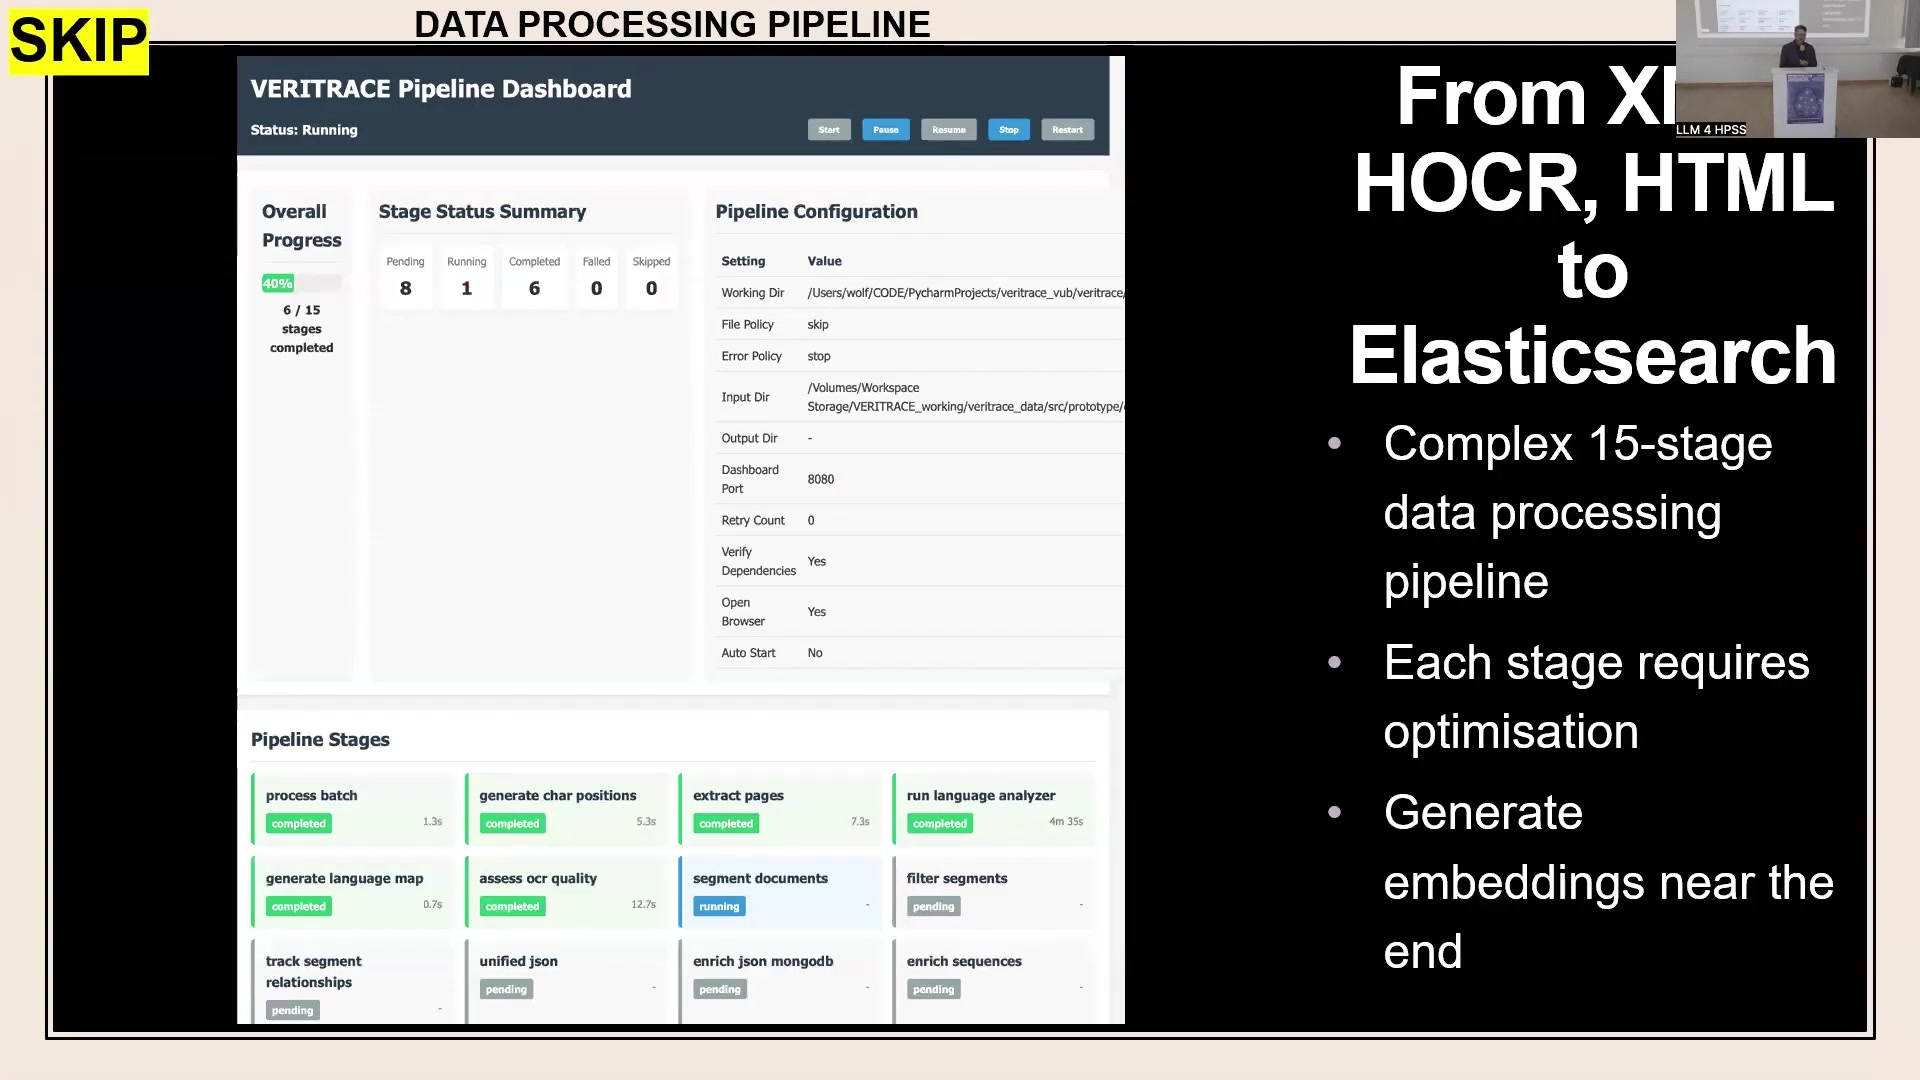 SKIP
DATA PROCESSING PIPELINE
VERITRACE Pipeline Dashboard
Status: Running
Start
Pause
Resume
Stop
Restart
Overall
Progress
40%
6 / 15
stages
completed
Stage Status Summary
Pending
Running
Completed
Failed
Skipped
8
1
6
0
0
Pipeline Configuration
Setting
Value
Working Dir
/Users/wolf/CODE/PycharmProjects/veritrace_vub/veritrace/
File Policy
skip
Error Policy
stop
Input Dir
/Volumes/Workspace
Storage/VERITRACE_working/veritrace_data/src/prototype/
Output Dir
-
Dashboard
Port
8080
Retry Count
0
Verify
Dependencies
Yes
Open
Browser
Yes
Auto Start
No
Pipeline Stages
process batch
completed
1.3s
generate char positions
completed
5.3s
extract pages
completed
7.3s
run language analyzer
completed
4m 35s
generate language map
completed
0.7s
assess ocr quality
completed
12.7s
segment documents
running
-
filter segments
pending
-
track segment
relationships
pending
-
unified json
pending
-
enrich json mongodb
pending
-
enrich sequences
pending
-
From
HOCR, HTML
to
Elasticsearch
• Complex 15-stage
data processing
pipeline
• Each stage requires
optimisation
• Generate
embeddings near the
end
LLM 4 HPSS